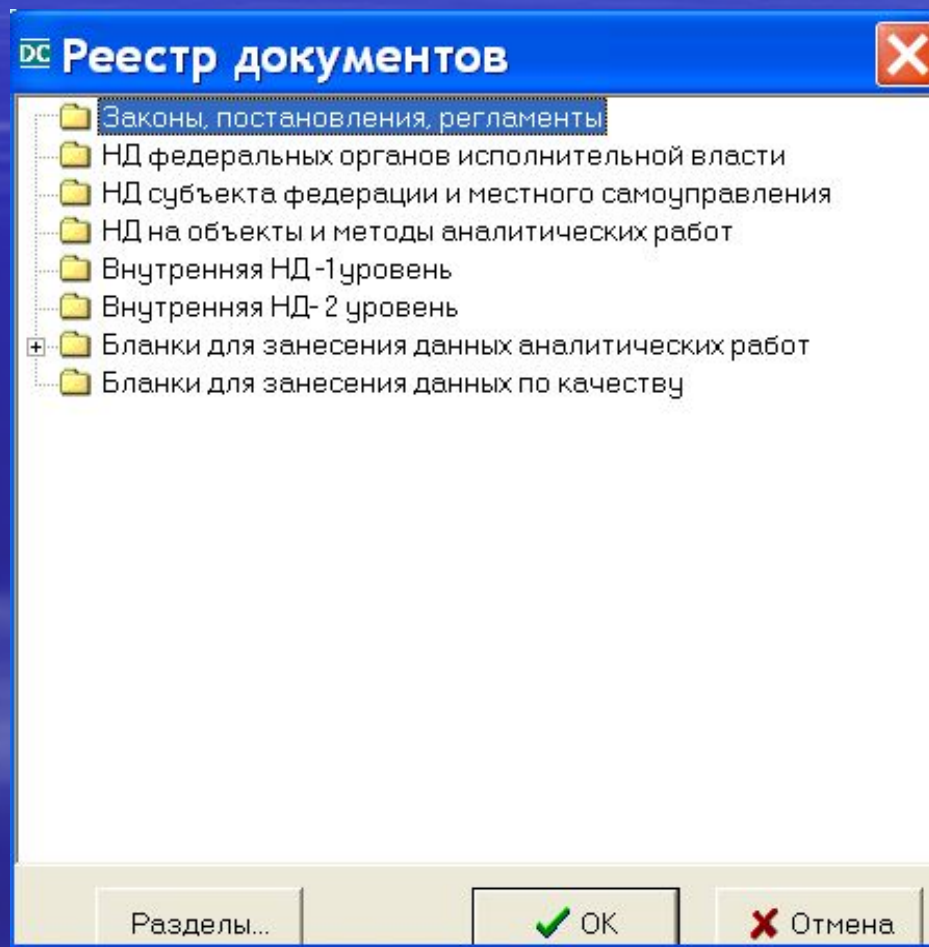 DC Реестр документов
Законы, постановления, регламенты
НД федеральных органов исполнительной власти
НД субъекта федерации и местного самоуправления
НД на объекты и методы аналитических работ
Внутренняя НД -1 уровень
Внутренняя НД- 2 уровень
Бланки для занесения данных аналитических работ
Бланки для занесения данных по качеству
Разделы... OK Отмена